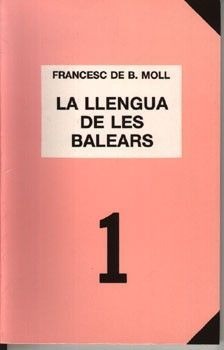 FRANCESC DE B. MOLL
LA LLENGUA
DE LES
BALEARS
1